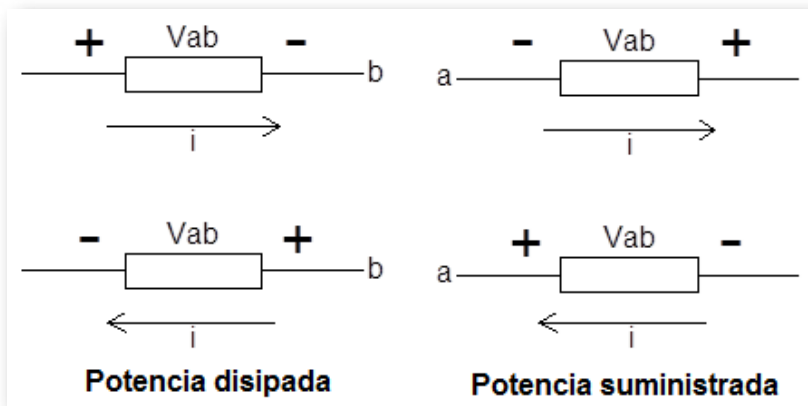 + Vab - - Vab +
b a
i i
- Vab + + Vab -
b a
i i
Potencia disipada Potencia suministrada